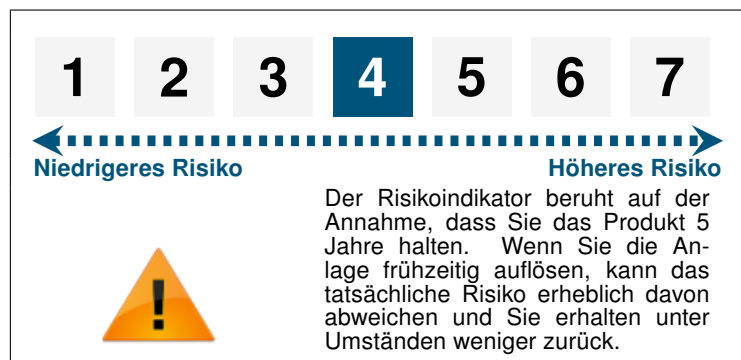 1 2 3 4 5 6 7
Niedrigeres Risiko Höheres Risiko
Der Risikoindikator beruht auf der
Annahme, dass Sie das Produkt 5
Jahre halten. Wenn Sie die An-
lage frühzeitig auflösen, kann das
tatsächliche Risiko erheblich davon
abweichen und Sie erhalten unter
Umständen weniger zurück.
!